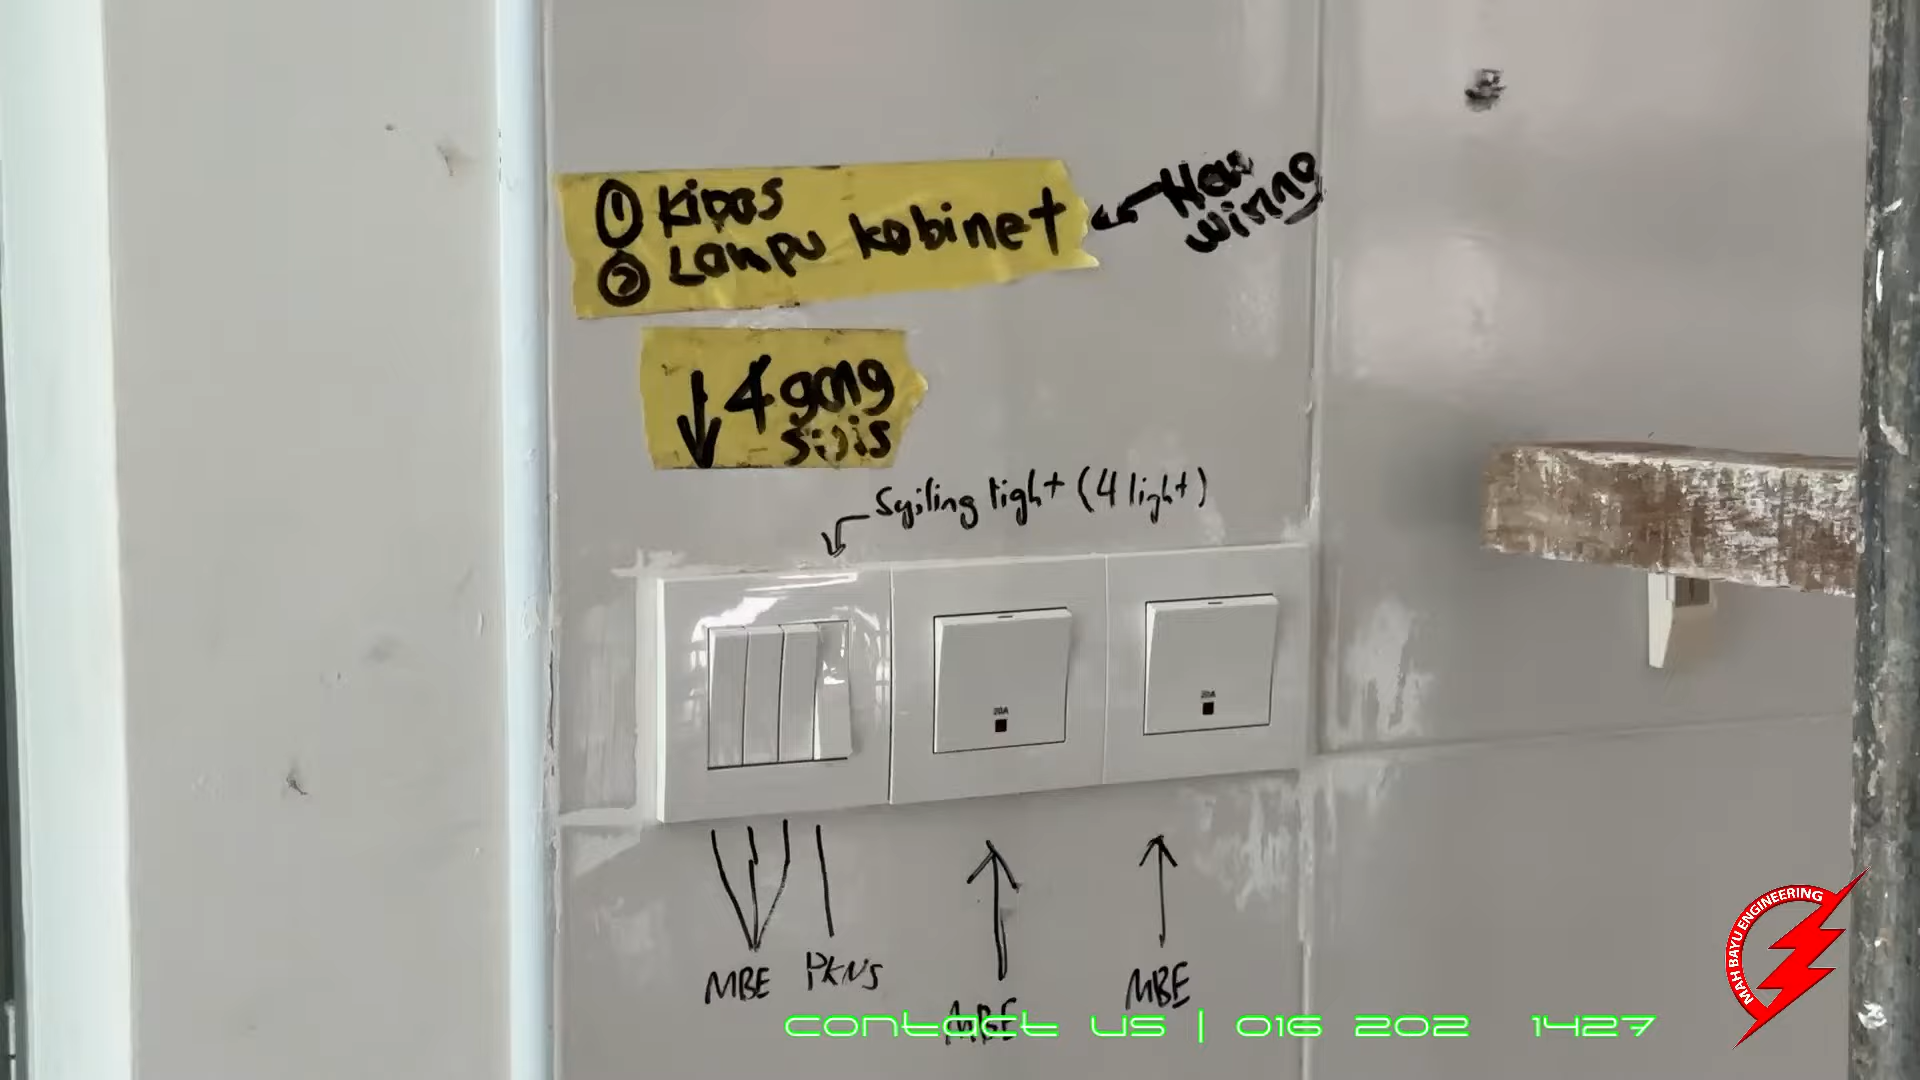 ① Kipas
② Lampu kabinet
New
wiring
↓ 4 gang
Syiling light (4 light)
20A
20A
MBE PKNS
MBE
MBE
MAH BAYU ENGINEERING
contact us | 016 202 1427